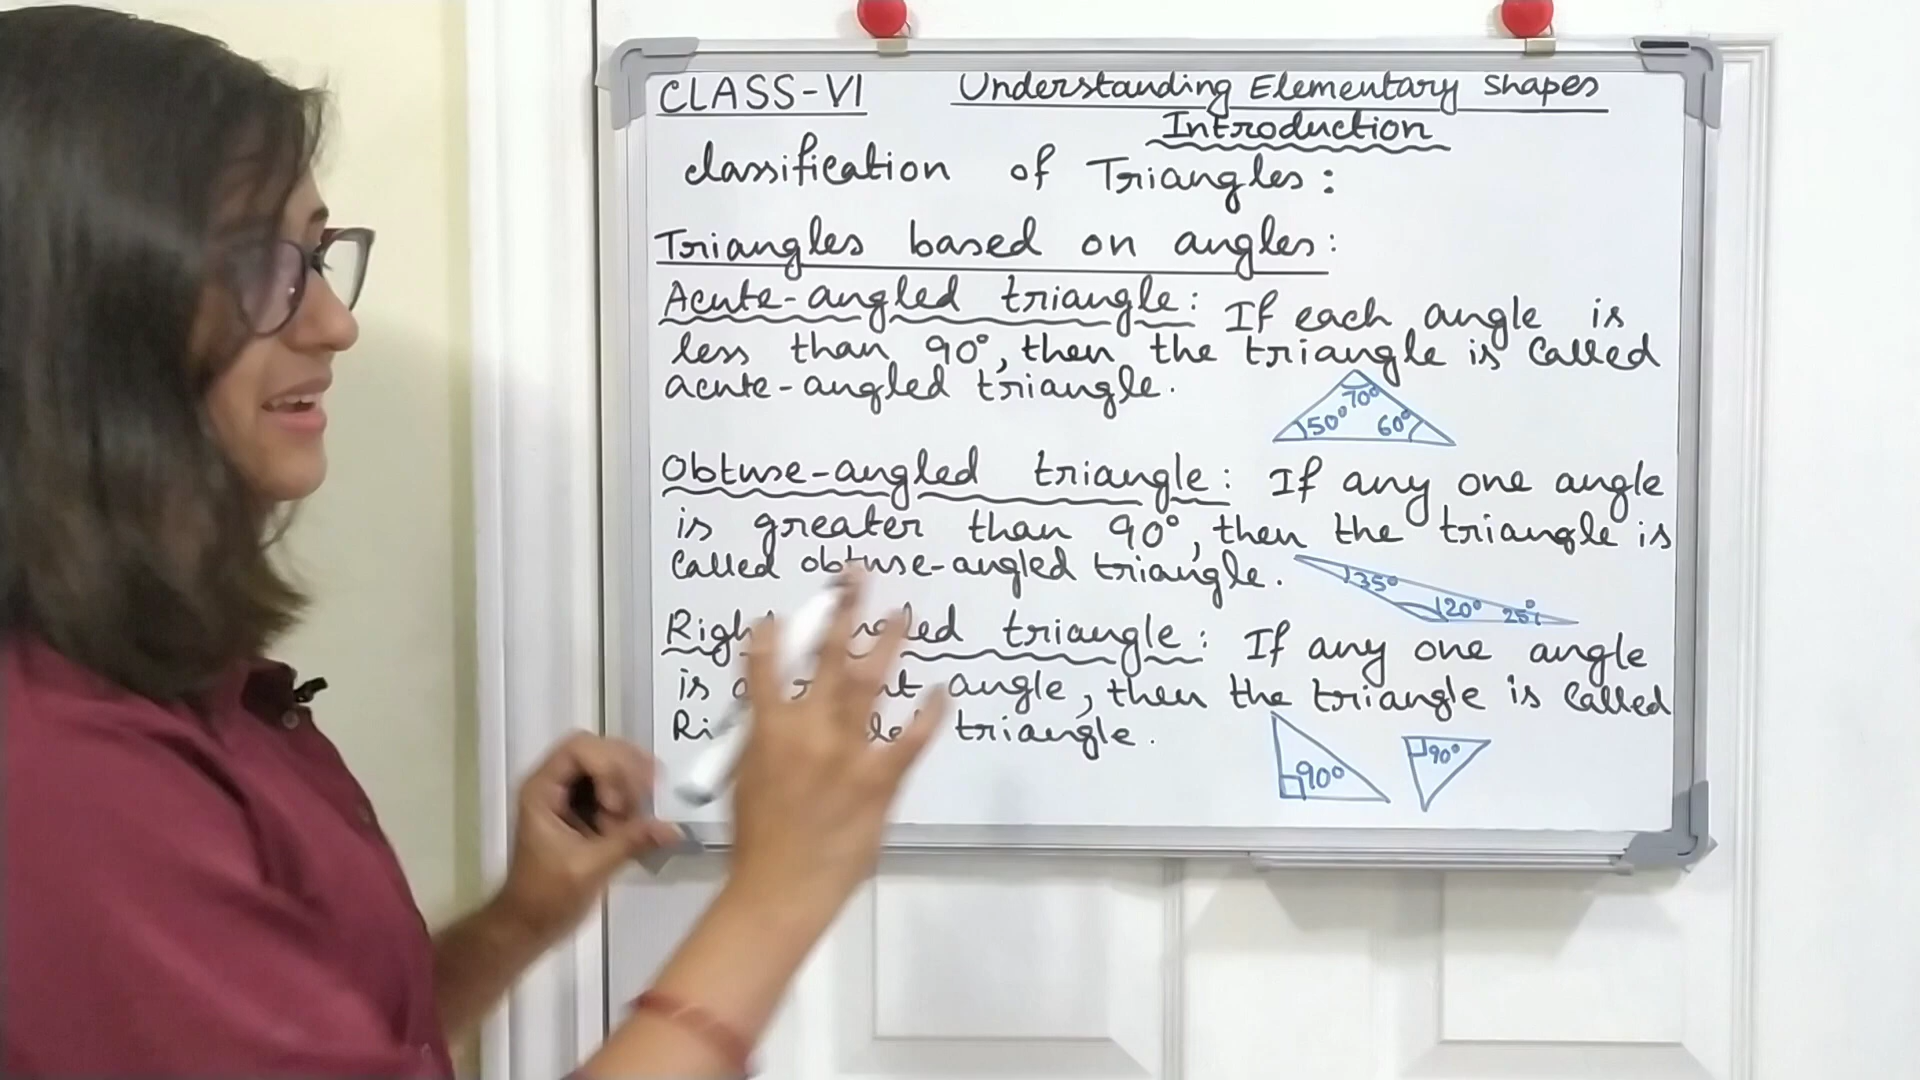 CLASS-VI Understanding Elementary Shapes
Introduction
classification of Triangles:
Triangles based on angles:
Acute-angled triangle: If each angle is
less than 90°, then the triangle is called
acute-angled triangle.
70°
50° 60°
Obtuse-angled triangle: If any one angle
is greater than 90°, then the triangle is
called obtuse-angled triangle.
35°
120° 25°
triangle: If any one angle
is angle, then the triangle is called
triangle.
90° 90°